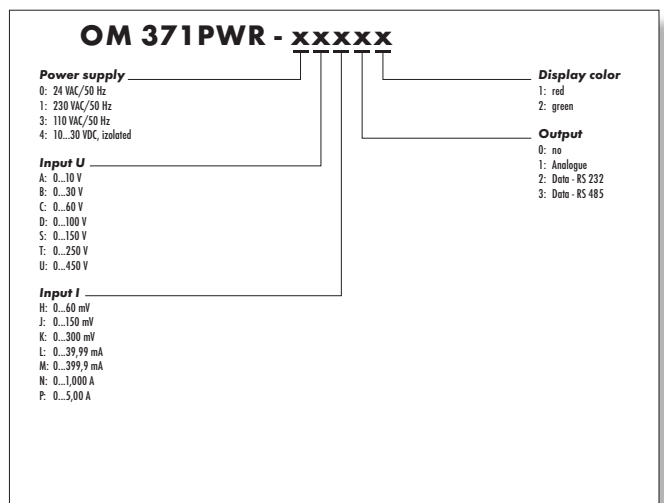 OM 371PWR - xxxxx
Power supply
0: 24 VAC/50 Hz
1: 230 VAC/50 Hz
3: 110 VAC/50 Hz
4: 10...30 VDC, izolated
Input U
A: 0...10 V
B: 0...30 V
C: 0...60 V
D: 0...100 V
S: 0...150 V
T: 0...250 V
U: 0...450 V
Input I
H: 0...60 mV
J: 0...150 mV
K: 0...300 mV
L: 0...39,99 mA
M: 0...399,9 mA
N: 0...1,000 A
P: 0...5,00 A
Display color
1: red
2: green
Output
0: no
1: Analogue
2: Data - RS 232
3: Data - RS 485